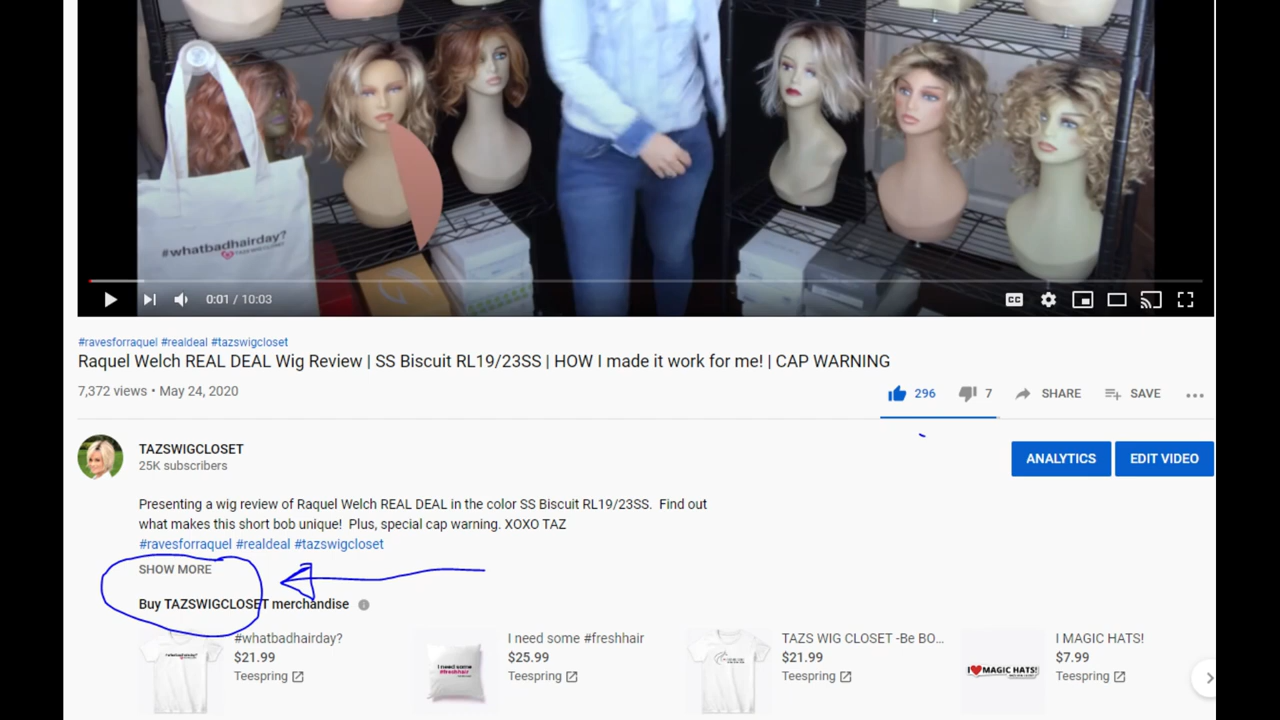 #whatbadhairday?
TAZSWIGCLOSET
0:01 / 10:03
CC
#ravesforraquel #realdeal #tazswigcloset
Raquel Welch REAL DEAL Wig Review | SS Biscuit RL19/23SS | HOW I made it work for me! | CAP WARNING
7,372 views • May 24, 2020
296 7 SHARE SAVE
TAZSWIGCLOSET
25K subscribers
ANALYTICS EDIT VIDEO
Presenting a wig review of Raquel Welch REAL DEAL in the color SS Biscuit RL19/23SS. Find out
what makes this short bob unique! Plus, special cap warning. XOXO TAZ
#ravesforraquel #realdeal #tazswigcloset
SHOW MORE
Buy TAZSWIGCLOSET merchandise
#whatbadhairday?
$21.99
Teespring
#whatbadhairday?
I need some #freshhair
$25.99
Teespring
I need some
#freshhair
TAZS WIG CLOSET -Be BO...
$21.99
Teespring
I MAGIC HATS!
$7.99
Teespring
I MAGIC HATS!